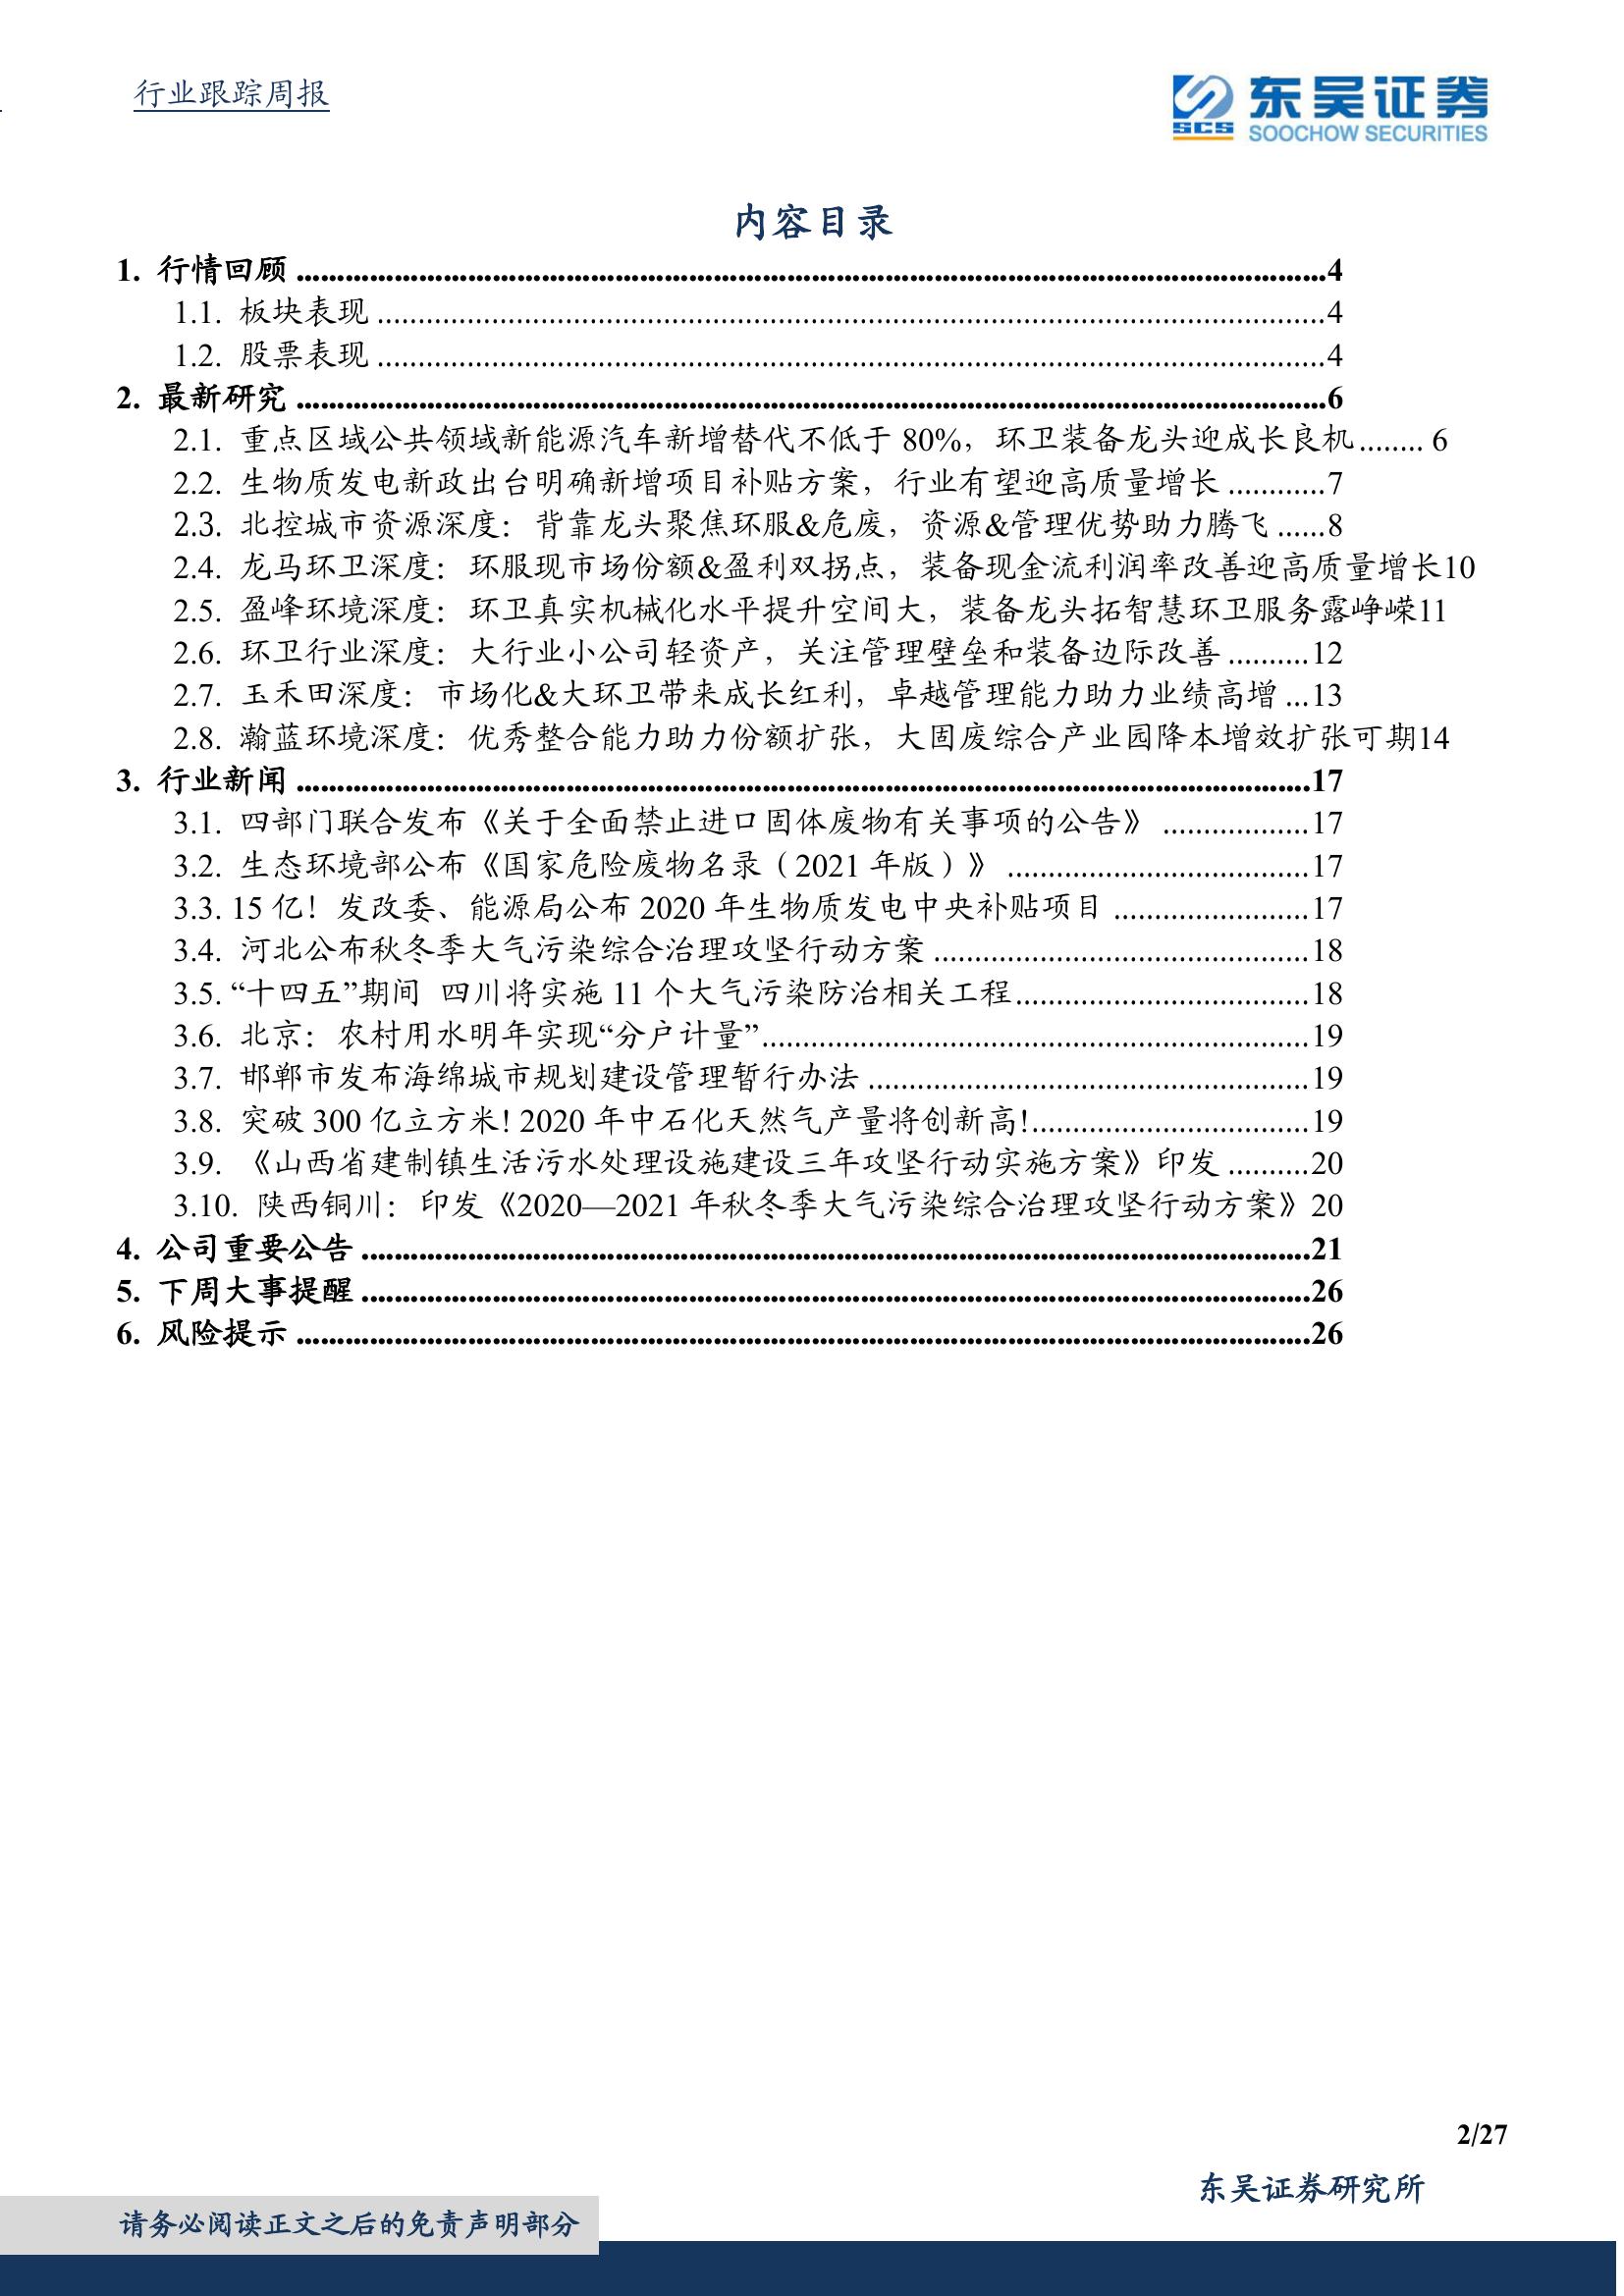 行业跟踪周报
东吴证券
SCS
SOOCHOW SECURITIES
内容目录
1. 行情回顾 ........ 4
1.1. 板块表现 ........ 4
1.2. 股票表现 ........ 4
2. 最新研究 ........ 6
2.1. 重点区域公共领域新能源汽车新增替代不低于 80%，环卫装备龙头迎成长良机 ........ 6
2.2. 生物质发电新政出台明确新增项目补贴方案，行业有望迎高质量增长 ............ 7
2.3. 北控城市资源深度：背靠龙头聚焦环服&危废，资源&管理优势助力腾飞 ...... 8
2.4. 龙马环卫深度：环服现市场份额&盈利双拐点，装备现金流利润率改善迎高质量增长10
2.5. 盈峰环境深度：环卫真实机械化水平提升空间大，装备龙头拓智慧环卫服务露峥嵘11
2.6. 环卫行业深度：大行业小公司轻资产，关注管理壁垒和装备边际改善 .......... 12
2.7. 玉禾田深度：市场化&大环卫带来成长红利，卓越管理能力助力业绩高增 ... 13
2.8. 瀚蓝环境深度：优秀整合能力助力份额扩张，大固废综合产业园降本增效扩张可期14
3. 行业新闻 ........ 17
3.1. 四部门联合发布《关于全面禁止进口固体废物有关事项的公告》 ........ 17
3.2. 生态环境部公布《国家危险废物名录（2021 年版）》 ........ 17
3.3. 15 亿！发改委、能源局公布 2020 年生物质发电中央补贴项目 ........ 17
3.4. 河北公布秋冬季大气污染综合治理攻坚行动方案 ........ 18
3.5. “十四五”期间 四川将实施 11 个大气污染防治相关工程 ........ 18
3.6. 北京：农村用水明年实现“分户计量” ........ 19
3.7. 邯郸市发布海绵城市规划建设管理暂行办法 ........ 19
3.8. 突破 300 亿立方米! 2020 年中石化天然气产量将创新高! ........ 19
3.9. 《山西省建制镇生活污水处理设施建设三年攻坚行动实施方案》印发 .......... 20
3.10. 陕西铜川：印发《2020—2021 年秋冬季大气污染综合治理攻坚行动方案》20
4. 公司重要公告 ........ 21
5. 下周大事提醒 ........ 26
6. 风险提示 ........ 26
2/27
东吴证券研究所
请务必阅读正文之后的免责声明部分